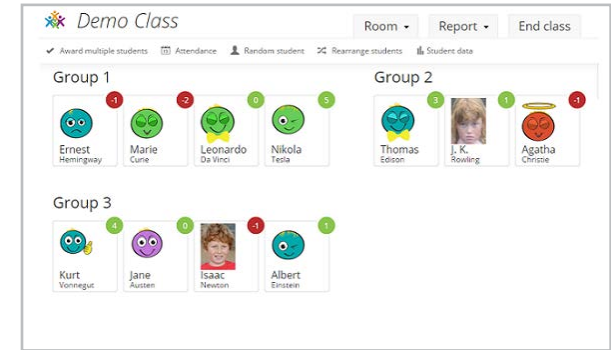 Demo Class
Room Report End class
Award multiple students Attendance Random student Rearrange students Student data
Group 1
-1 -2 0 5
Ernest Marie Leonardo Nikola
Hemingway Curie Da Vinci Tesla
Group 2
3 1 -1
Thomas J. K. Agatha
Edison Rowling Christie
Group 3
4 0 -1 1
Kurt Jane Isaac Albert
Vonnegut Austen Newton Einstein